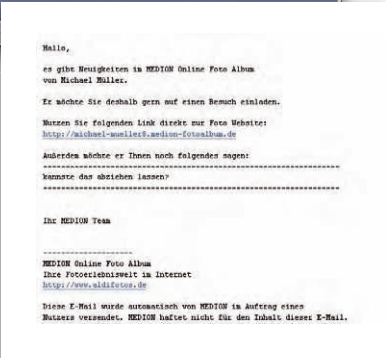 Hallo,
es gibt Neuigkeiten im MEDION Online Foto Album
von Michael Müller.
Er möchte Sie deshalb gern auf einen Besuch einladen.
Nutzen Sie folgenden Link direkt zur Foto Website:
http://michael-mueller8.medion-fotoalbum.de
Außerdem möchte er Ihnen noch folgendes sagen:
----------------------------------------------------------------
kannste das abziehen lassen?
----------------------------------------------------------------
Ihr MEDION Team
-------------------
MEDION Online Foto Album
Ihre Fotoerlebniswelt im Internet
http://www.aldifotos.de
Diese E-Mail wurde automatisch von MEDION im Auftrag eines
Nutzers versendet. MEDION haftet nicht für den Inhalt dieser E-Mail.